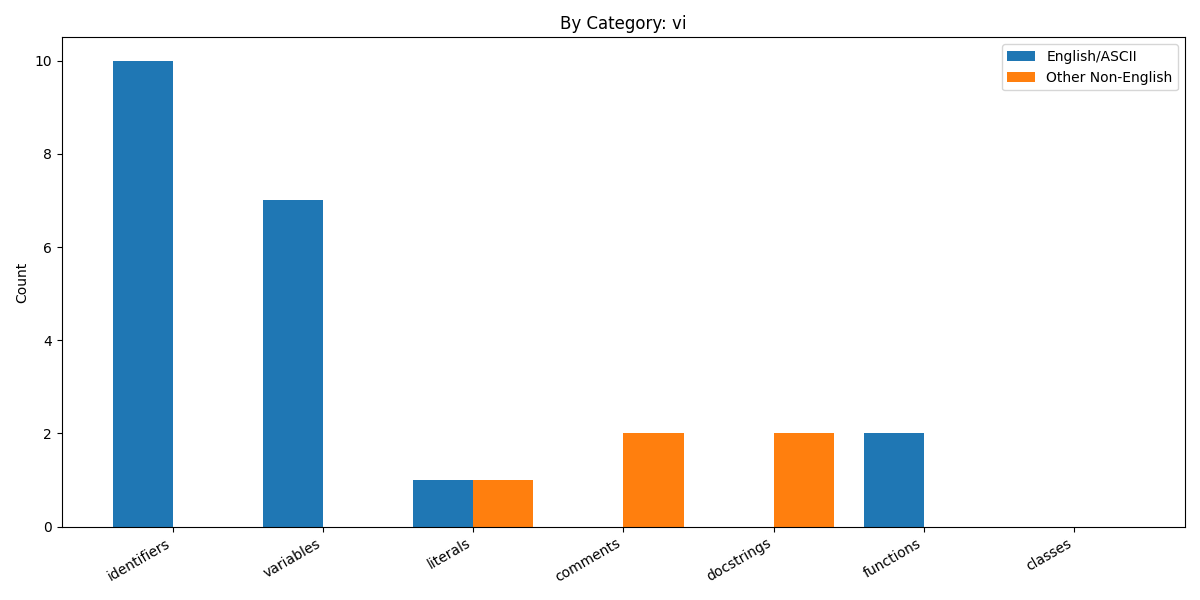 By Category: vi
English/ASCII
Other Non-English
Count
10
8
6
4
2
0
identifiers
variables
literals
comments
docstrings
functions
classes